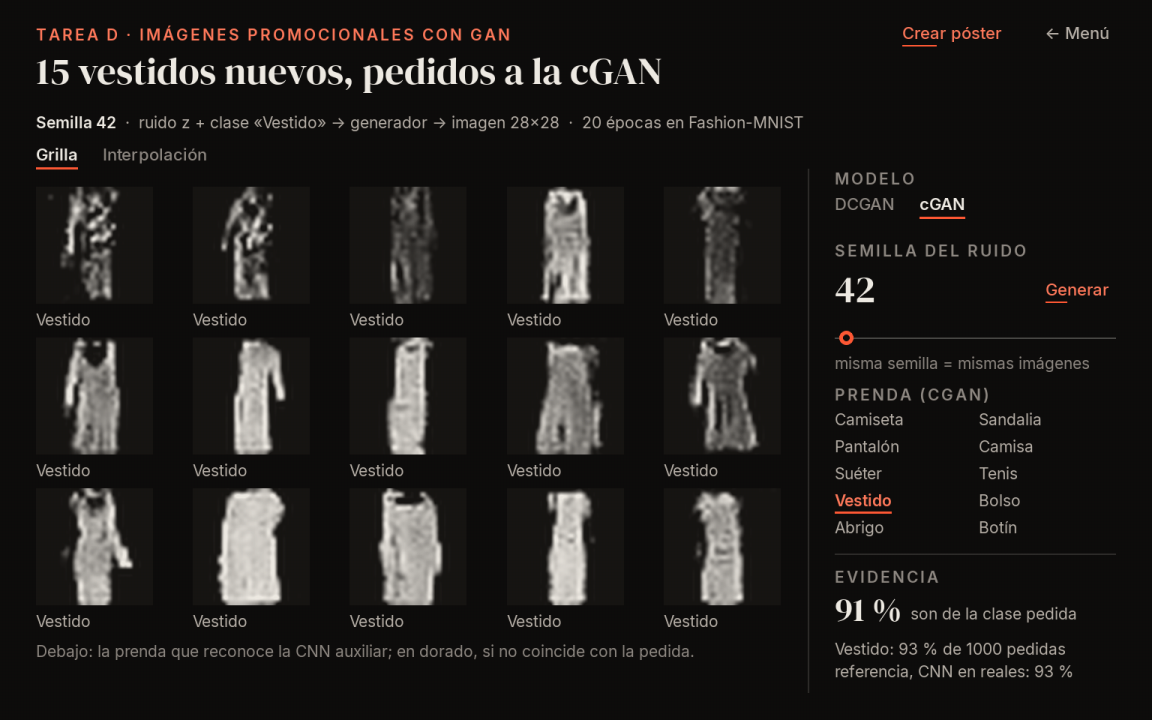 TAREA D · IMÁGENES PROMOCIONALES CON GAN
Crear póster
← Menú
15 vestidos nuevos, pedidos a la cGAN
Semilla 42 · ruido z + clase «Vestido» → generador → imagen 28×28 · 20 épocas en Fashion-MNIST
Grilla Interpolación
Vestido Vestido Vestido Vestido Vestido
Vestido Vestido Vestido Vestido Vestido
Vestido Vestido Vestido Vestido Vestido
Debajo: la prenda que reconoce la CNN auxiliar; en dorado, si no coincide con la pedida.
MODELO
DCGAN cGAN
SEMILLA DEL RUIDO
42 Generar
misma semilla = mismas imágenes
PRENDA (CGAN)
Camiseta Sandalia
Pantalón Camisa
Suéter Tenis
Vestido Bolso
Abrigo Botín
EVIDENCIA
91 % son de la clase pedida
Vestido: 93 % de 1000 pedidas
referencia, CNN en reales: 93 %